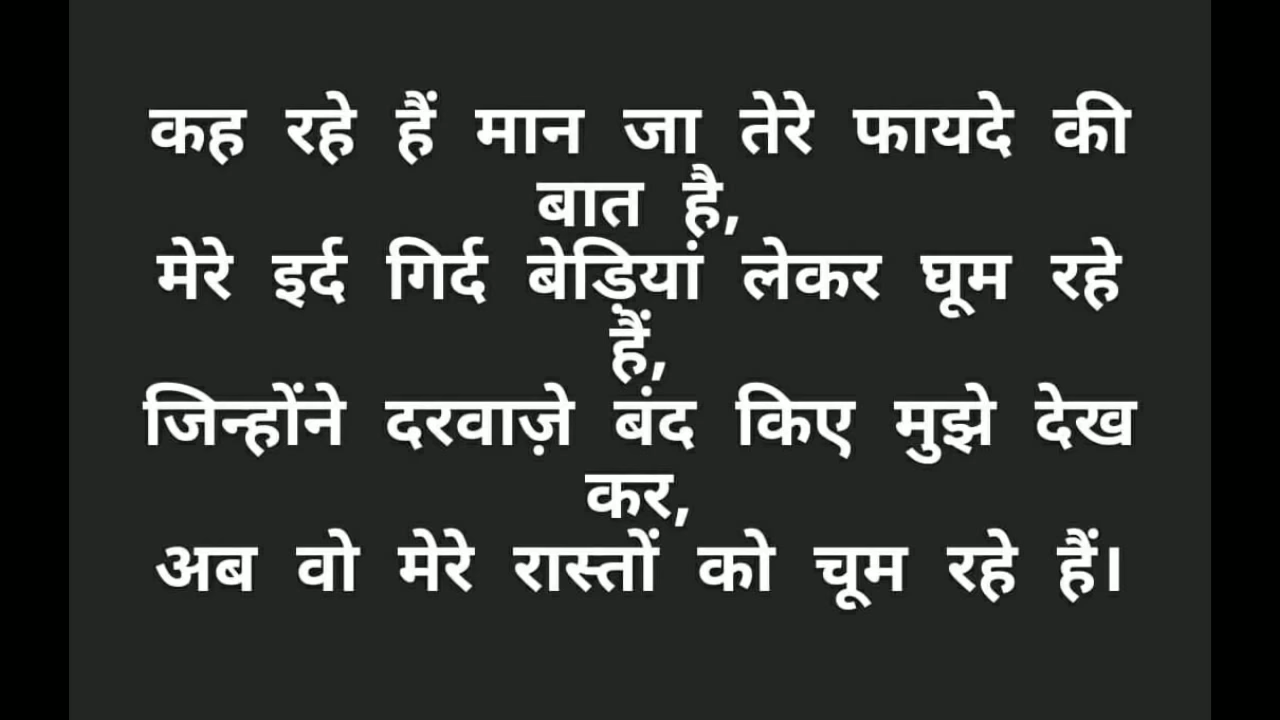 कह रहे हैं मान जा तेरे फायदे की
बात है,
मेरे इर्द गिर्द बेड़ियां लेकर घूम रहे
हैं,
जिन्होंने दरवाज़े बंद किए मुझे देख
कर,
अब वो मेरे रास्तों को चूम रहे हैं।